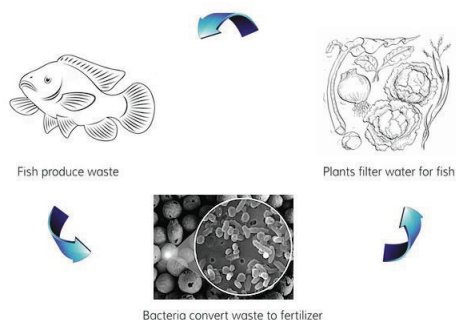 Fish produce waste
Plants filter water for fish
Bacteria convert waste to fertilizer